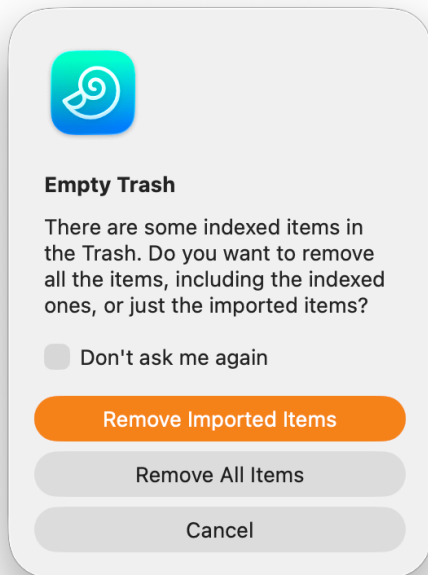 Empty Trash
There are some indexed items in
the Trash. Do you want to remove
all the items, including the indexed
ones, or just the imported items?
Don't ask me again
Remove Imported Items
Remove All Items
Cancel